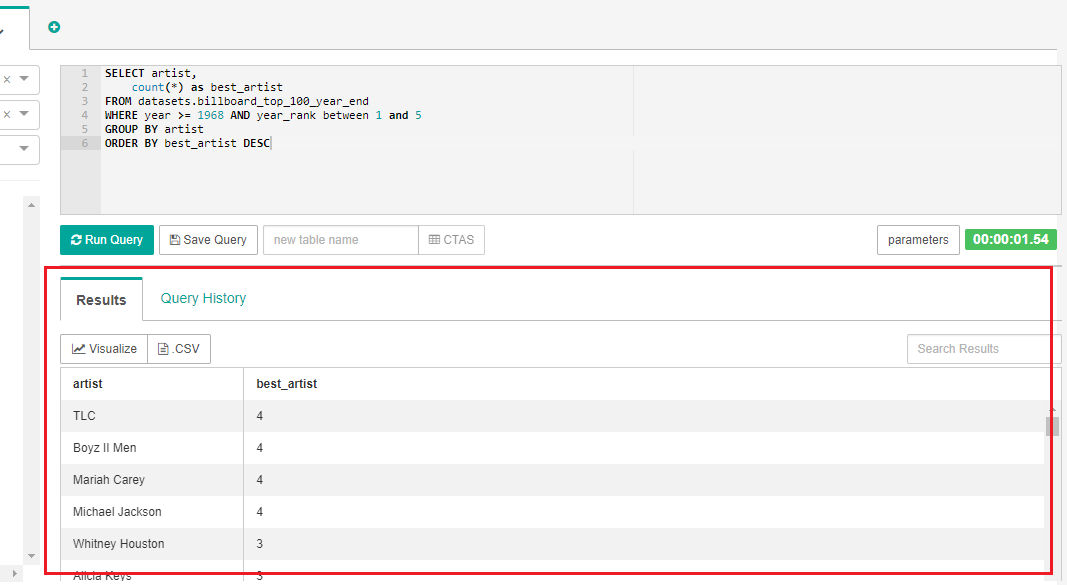 1 SELECT artist,
2 count(*) as best_artist
3 FROM datasets.billboard_top_100_year_end
4 WHERE year >= 1968 AND year_rank between 1 and 5
5 GROUP BY artist
6 ORDER BY best_artist DESC
Run Query Save Query new table name CTAS parameters 00:00:01.54
Results Query History
Visualize .CSV Search Results
artist best_artist
TLC 4
Boyz II Men 4
Mariah Carey 4
Michael Jackson 4
Whitney Houston 3
Alicia Keys 3